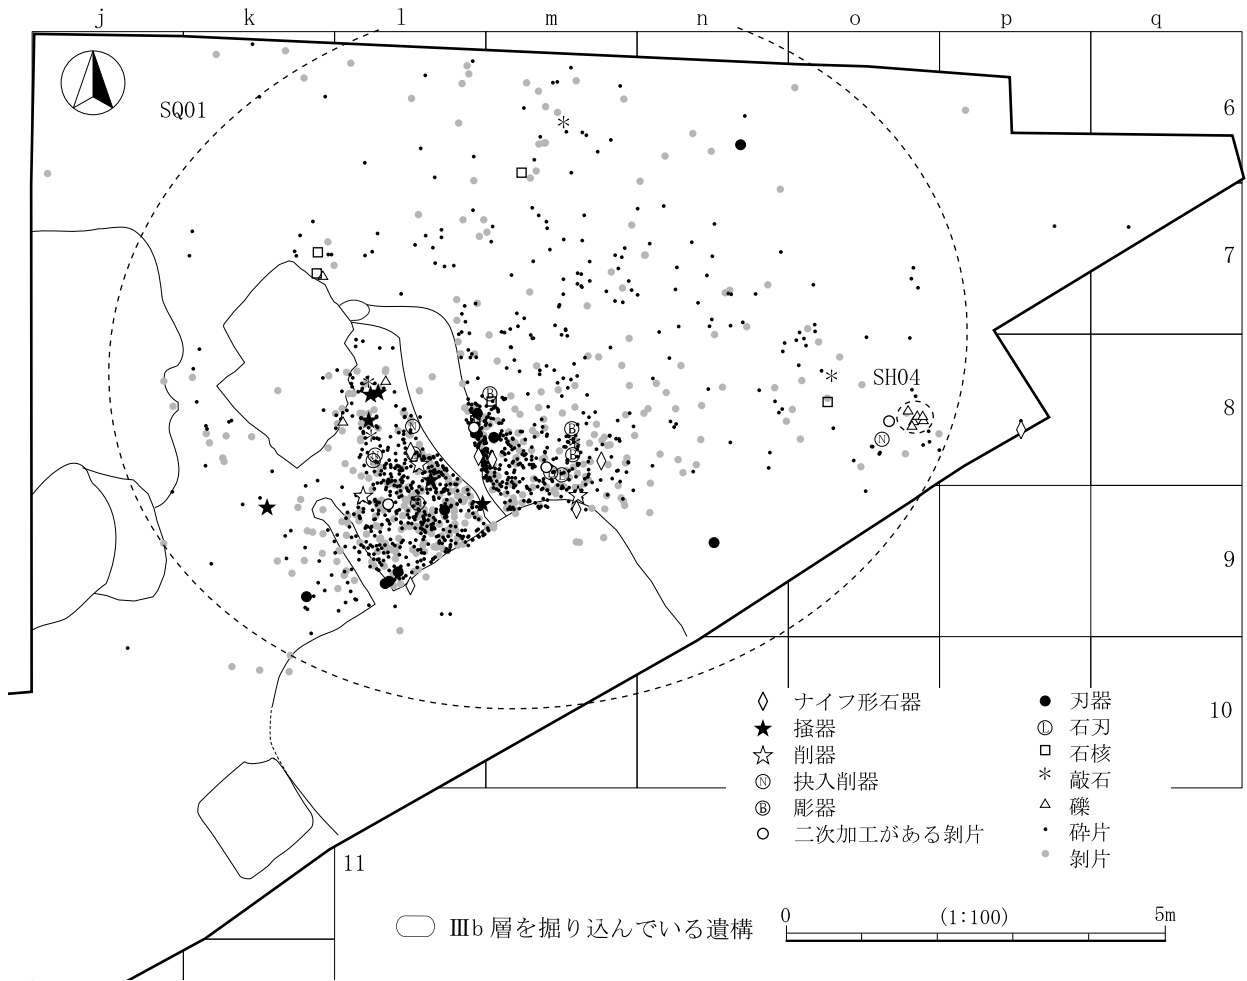 j k l m n o p q
SQ01
6
7
SH04
8
9
10
11
ナイフ形石器
掻器
削器
Ⓝ 抉入削器
Ⓑ 彫器
二次加工がある剥片
刃器
Ⓛ 石刃
石核
敲石
礫
砕片
剥片
Ⅲb 層を掘り込んでいる遺構
0 (1:100) 5m